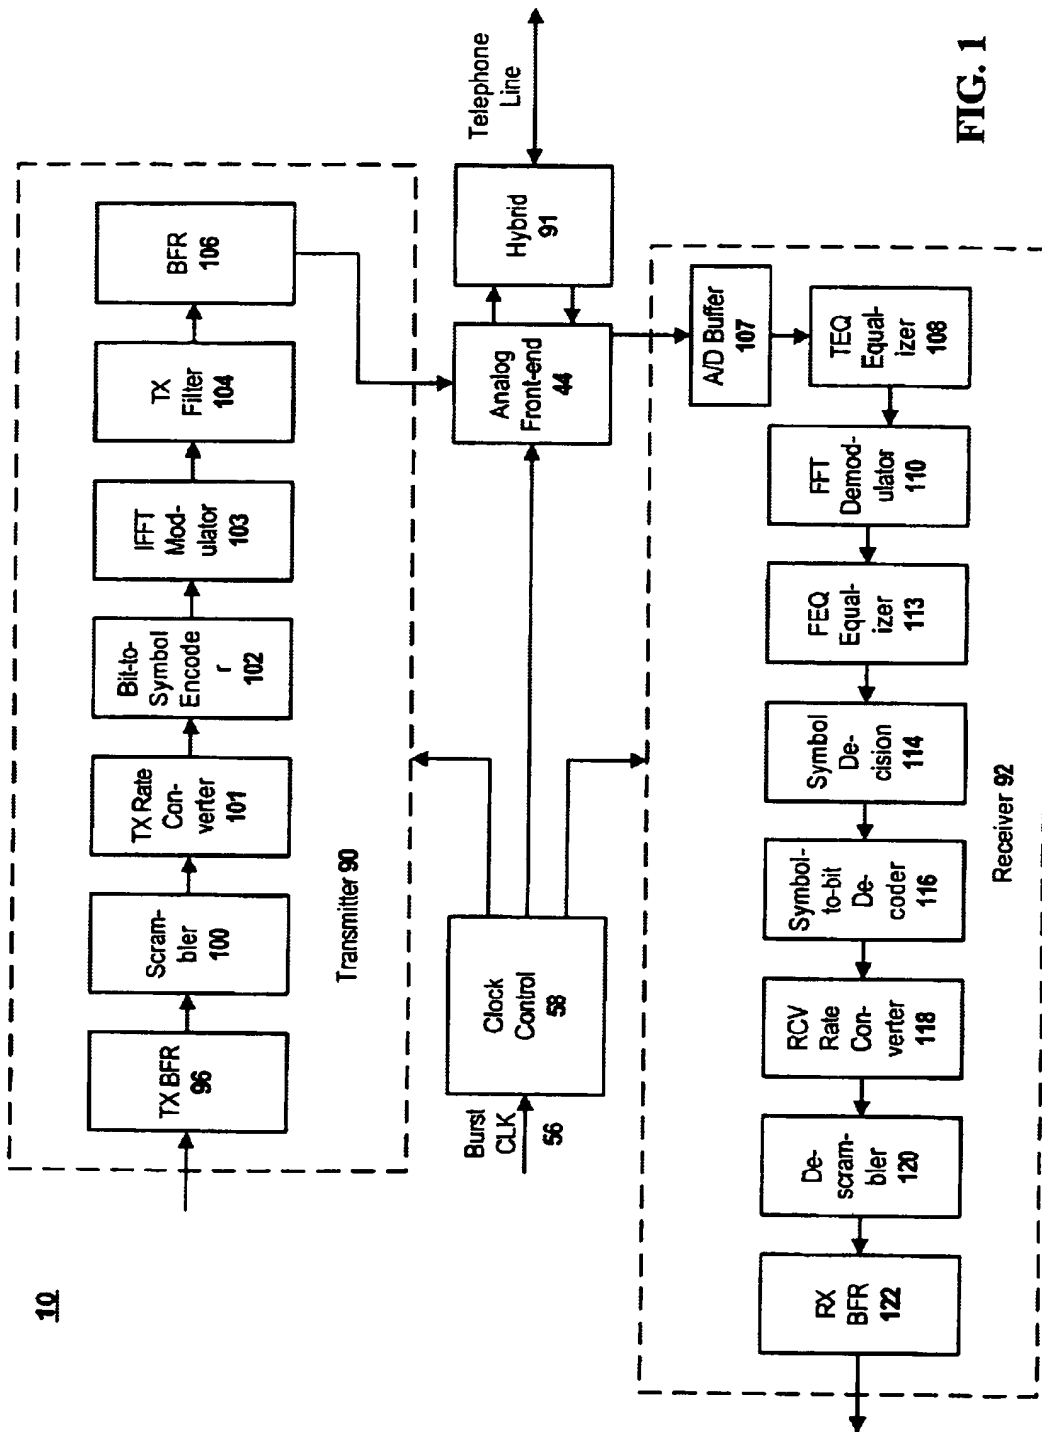 10
TX BFR
96
Scram-
bler
100
TX Rate
Con-
verter
101
Bit-to-
Symbol
Encode
r
102
IFFT
Mod-
ulator
103
TX
Filter
104
BFR
106
Transmitter 90
Burst
CLK
56
Clock
Control
58
Analog
Front-end
44
Hybrid
91
Telephone
Line
A/D Buffer
107
TEQ
Equal-
izer
108
FFT
Demod-
ulator
110
FEQ
Equal-
izer
113
Symbol
De-
cision
114
Symbol-
to-bit
De-
coder
116
RCV
Rate
Con-
verter
118
De-
scram-
bler
120
RX
BFR
122
Receiver 92
FIG. 1